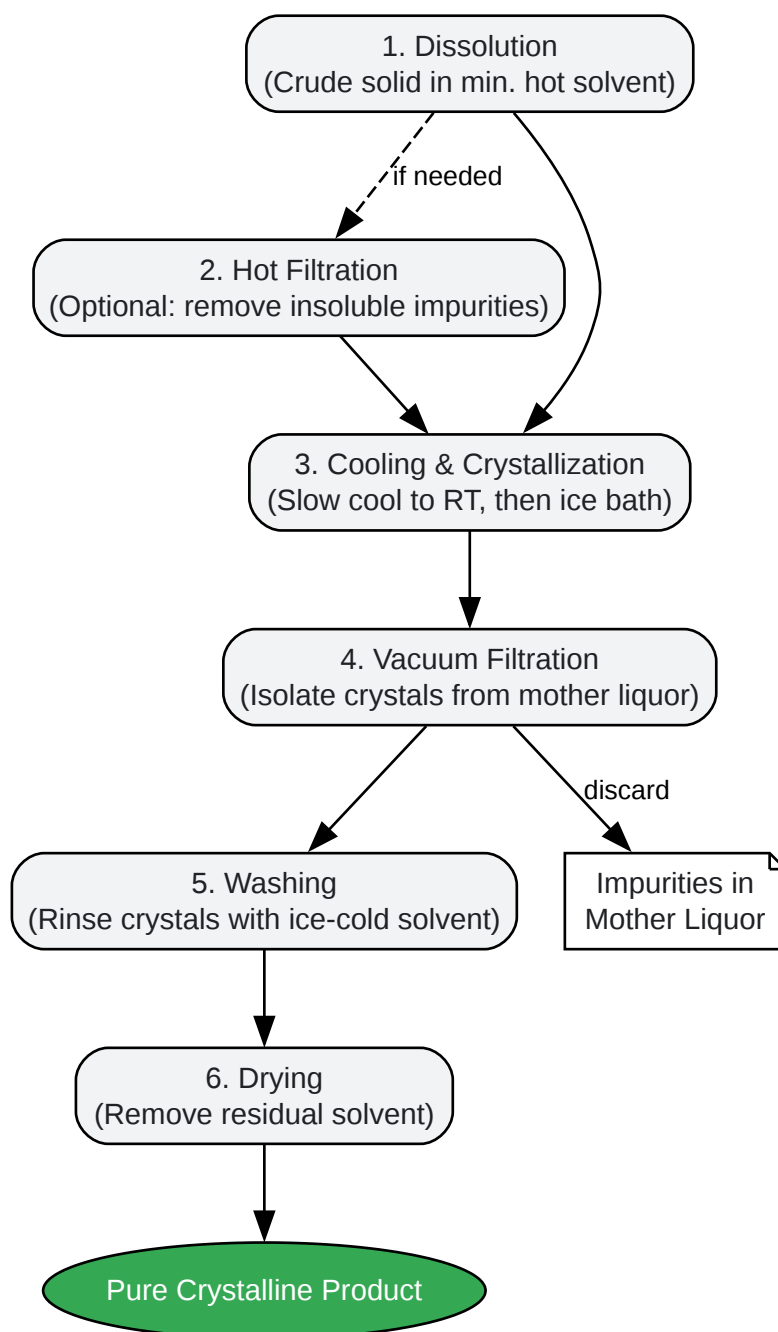 1. Dissolution
(Crude solid in min. hot solvent)
if needed
2. Hot Filtration
(Optional: remove insoluble impurities)
3. Cooling & Crystallization
(Slow cool to RT, then ice bath)
4. Vacuum Filtration
(Isolate crystals from mother liquor)
discard
5. Washing
(Rinse crystals with ice-cold solvent)
Impurities in
Mother Liquor
6. Drying
(Remove residual solvent)
Pure Crystalline Product